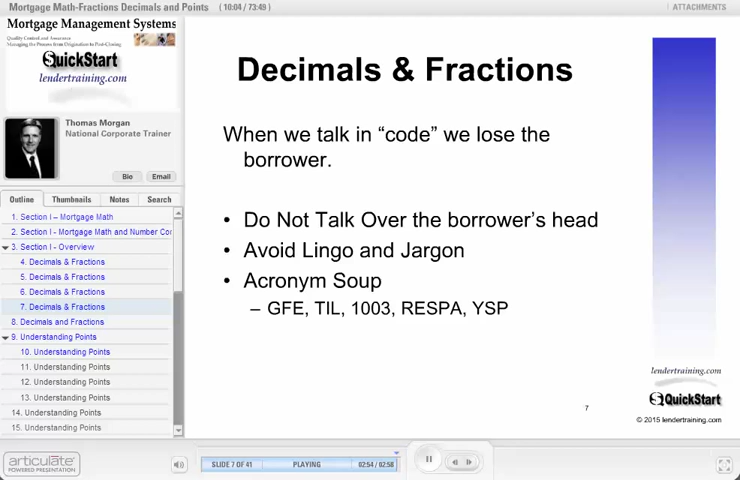 Mortgage Math-Fractions Decimals and Points ( 10:04 / 73:49 )
ATTACHMENTS
Mortgage Management Systems
Quality Control and Assurance
Managing the Process from Origination to Post-Closing
QuickStart
lendertraining.com
Thomas Morgan
National Corporate Trainer
Bio Email
Outline Thumbnails Notes Search
1. Section I – Mortgage Math
2. Section I - Mortgage Math and Number Cor
3. Section I - Overview
4. Decimals & Fractions
5. Decimals & Fractions
6. Decimals & Fractions
7. Decimals & Fractions
8. Decimals and Fractions
9. Understanding Points
10. Understanding Points
11. Understanding Points
12. Understanding Points
13. Understanding Points
14. Understanding Points
15. Understanding Points
Decimals & Fractions
When we talk in “code” we lose the
borrower.
• Do Not Talk Over the borrower’s head
• Avoid Lingo and Jargon
• Acronym Soup
– GFE, TIL, 1003, RESPA, YSP
7
lendertraining.com
QuickStart
© 2015 lendertraining.com
articulate
POWERED PRESENTATION
SLIDE 7 OF 41 PLAYING 02:54 / 02:58